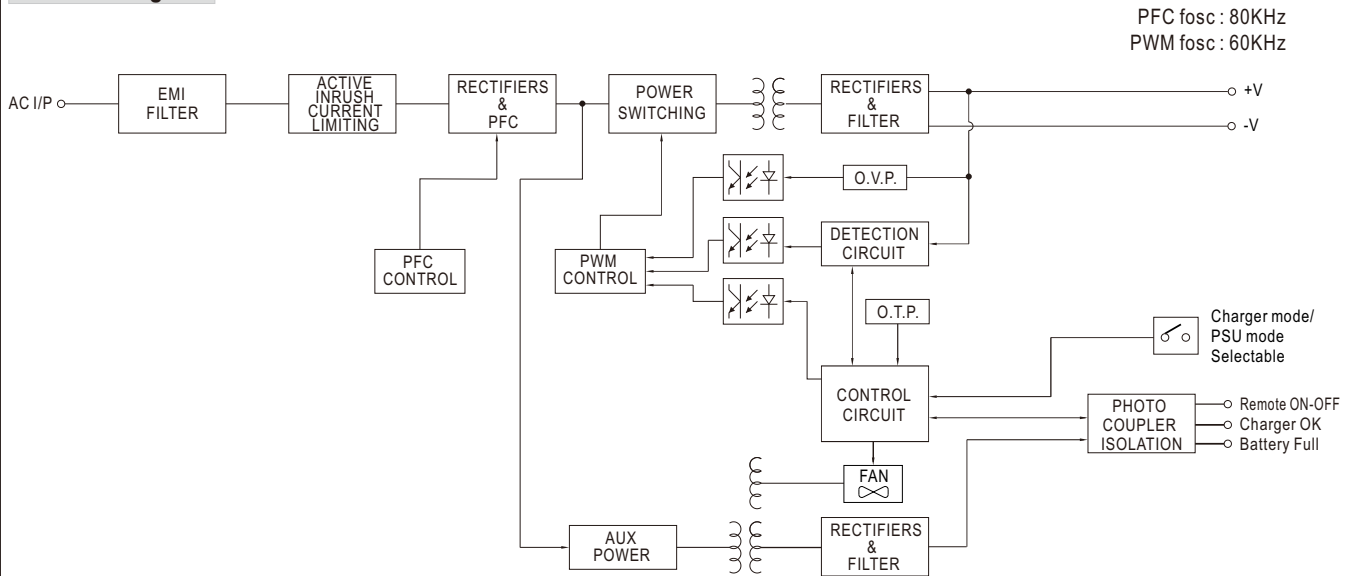 PFC fosc : 80KHz
PWM fosc : 60KHz
AC I/P
EMI
FILTER
ACTIVE
INRUSH
CURRENT
LIMITING
RECTIFIERS
&
PFC
POWER
SWITCHING
RECTIFIERS
&
FILTER
+V
-V
O.V.P.
DETECTION
CIRCUIT
PFC
CONTROL
PWM
CONTROL
O.T.P.
Charger mode/
PSU mode
Selectable
CONTROL
CIRCUIT
PHOTO
COUPLER
ISOLATION
Remote ON-OFF
Charger OK
Battery Full
FAN
AUX
POWER
RECTIFIERS
&
FILTER